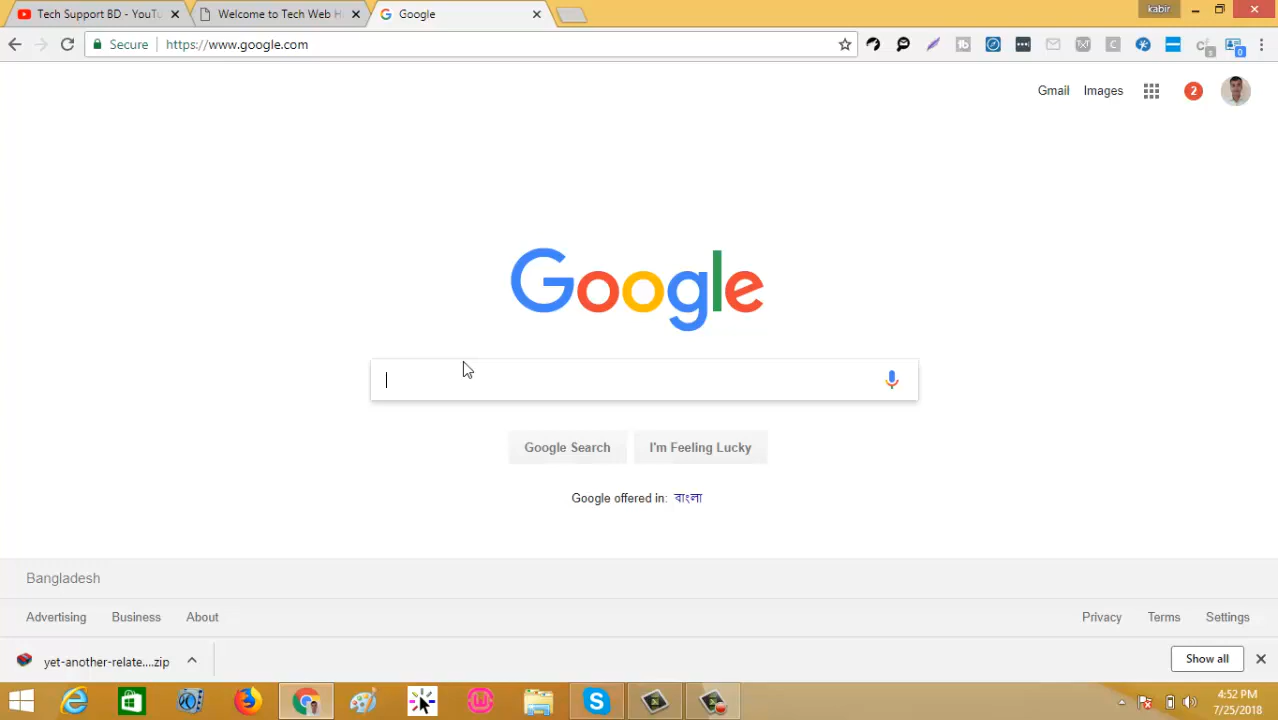 Tech Support BD - YouTu
Welcome to Tech Web H
Google
kabir
Secure
https://www.google.com
Gmail
Images
2
Google
Google Search
I'm Feeling Lucky
Google offered in: বাংলা
Bangladesh
Advertising
Business
About
Privacy
Terms
Settings
yet-another-relate....zip
Show all
4:52 PM
7/25/2018